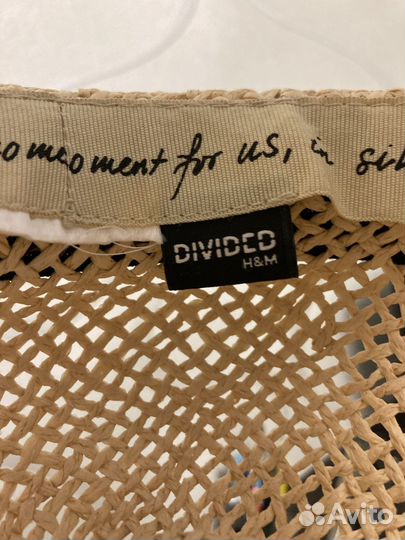 moment for us, in
DIVIDED
H&M
Avito